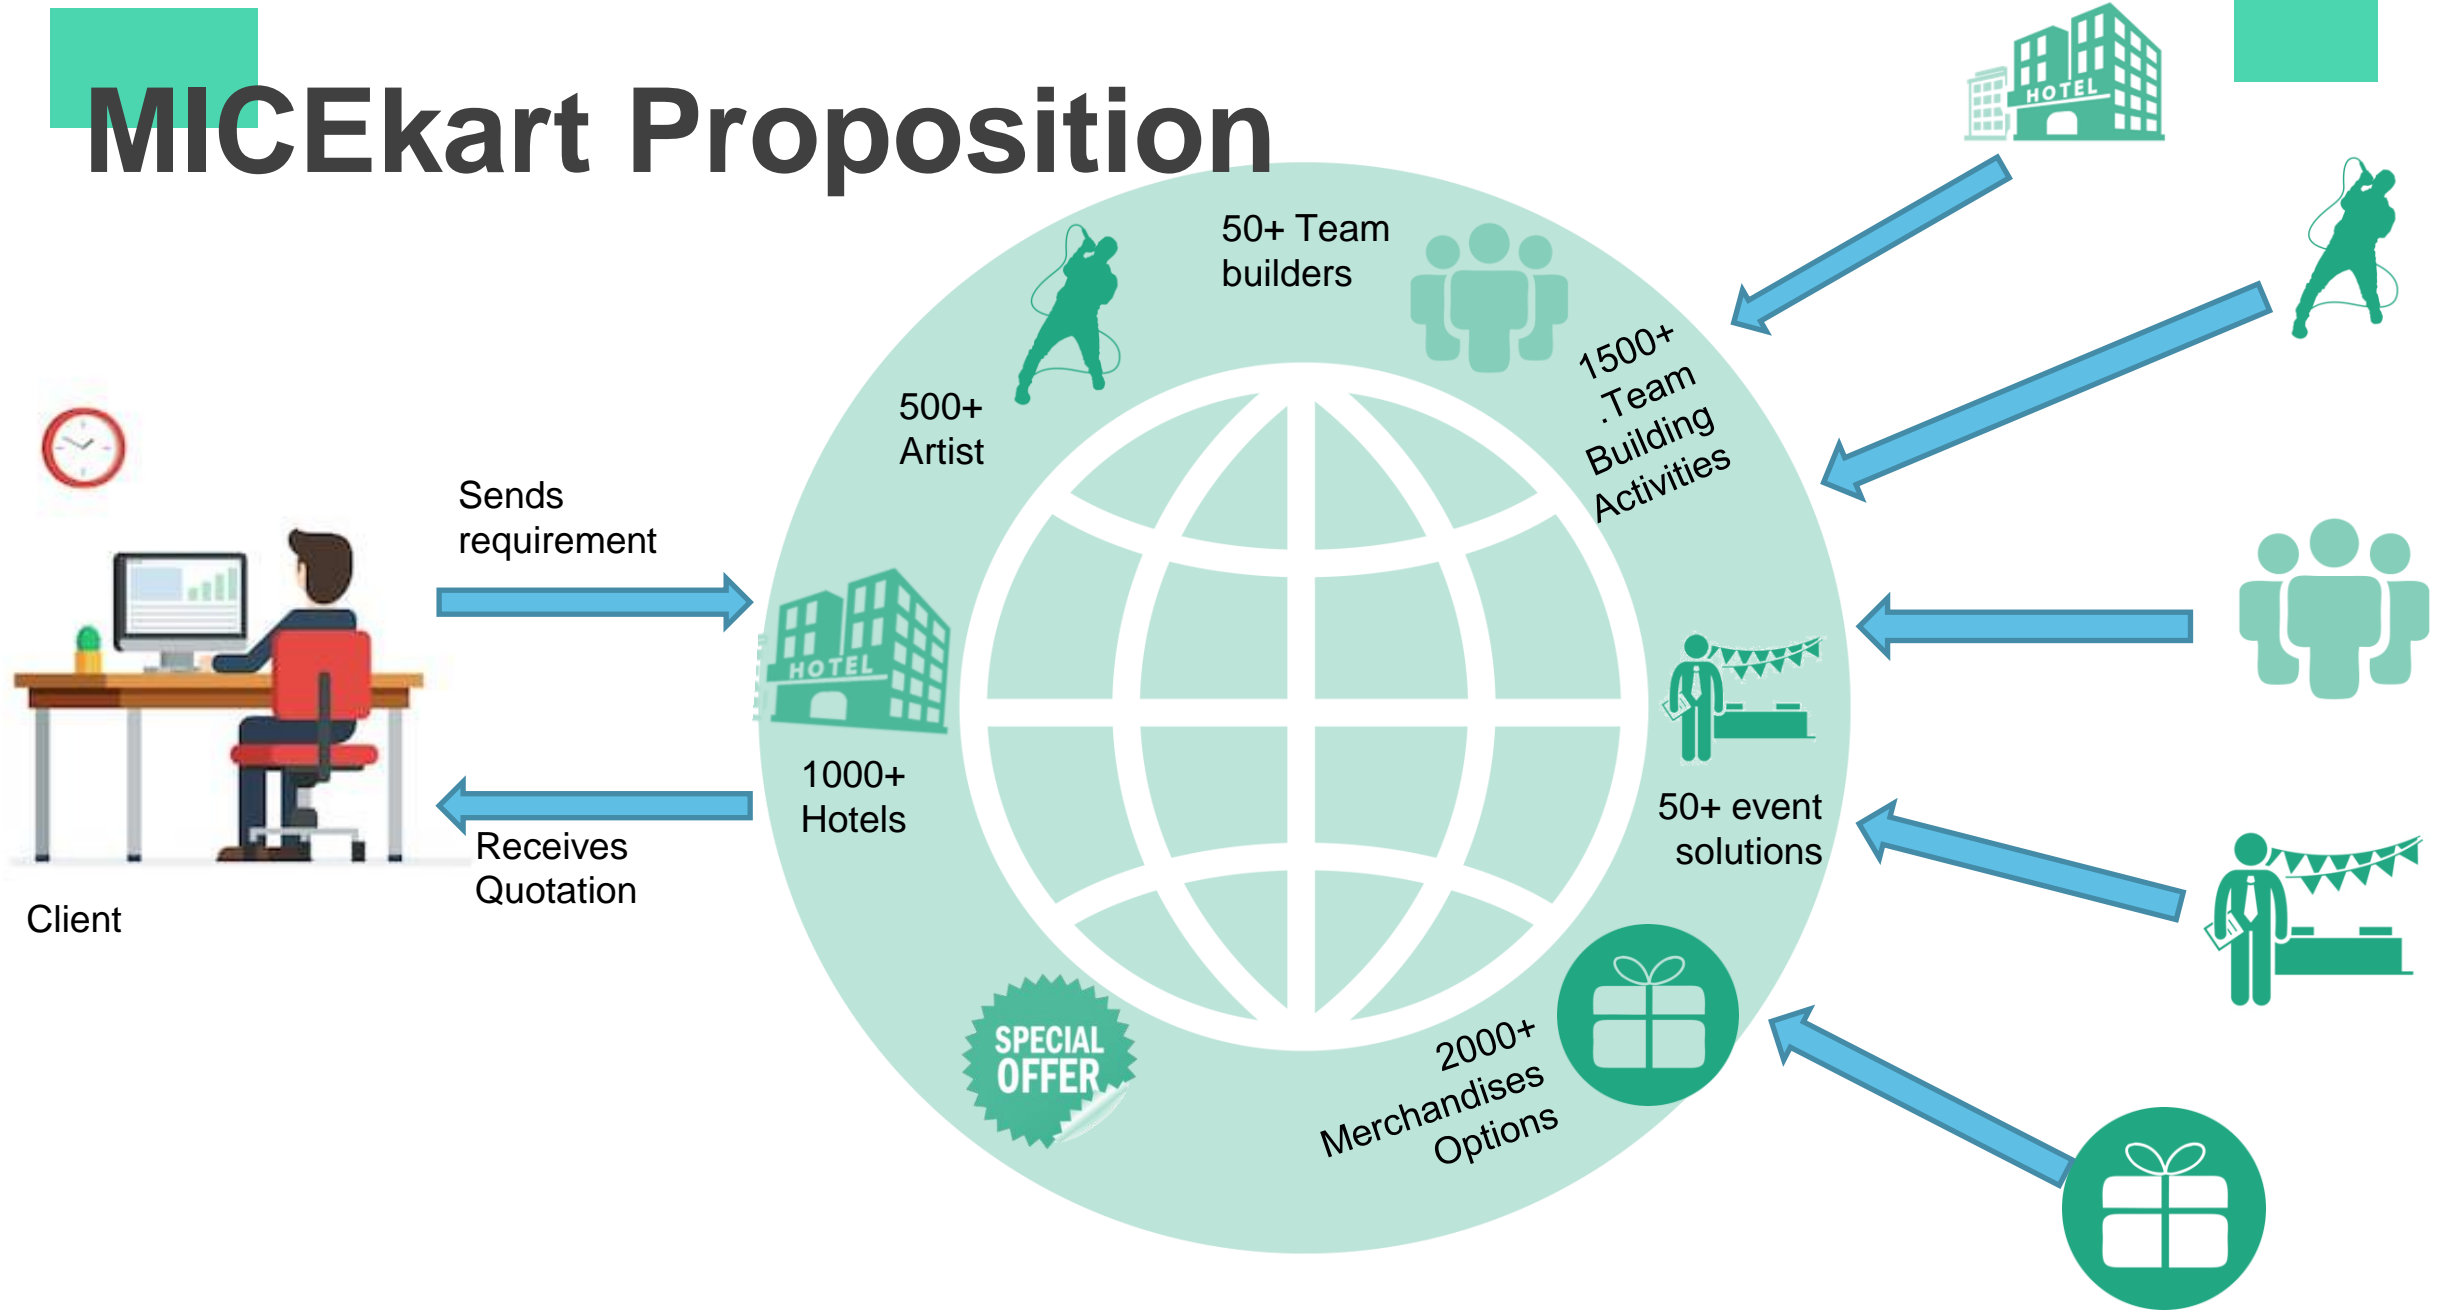 MICEkart Proposition
HOTEL
50+ Team
builders
1500+
.Team
Building
Activities
500+
Artist
Sends
requirement
HOTEL
1000+
Hotels
50+ event
solutions
Receives
Quotation
Client
SPECIAL
OFFER
2000+
Merchandises
Options